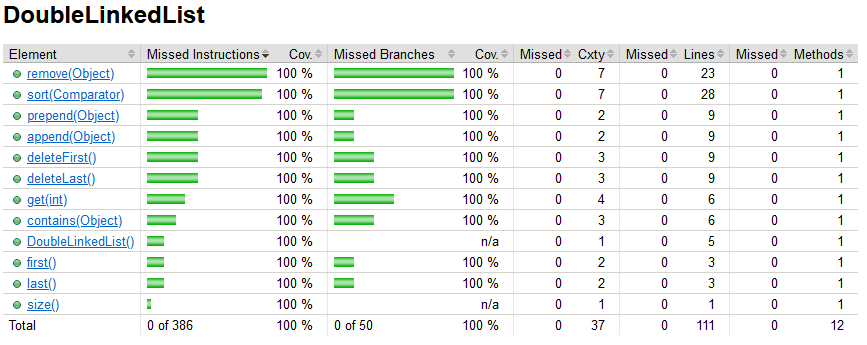 DoubleLinkedList
Element Missed Instructions Cov. Missed Branches Cov. Missed Cxty Missed Lines Missed Methods
remove(Object) 100 % 100 % 0 7 0 23 0 1
sort(Comparator) 100 % 100 % 0 7 0 28 0 1
prepend(Object) 100 % 100 % 0 2 0 9 0 1
append(Object) 100 % 100 % 0 2 0 9 0 1
deleteFirst() 100 % 100 % 0 3 0 9 0 1
deleteLast() 100 % 100 % 0 3 0 9 0 1
get(int) 100 % 100 % 0 4 0 6 0 1
contains(Object) 100 % 100 % 0 3 0 6 0 1
DoubleLinkedList() 100 % n/a 0 1 0 5 0 1
first() 100 % 100 % 0 2 0 3 0 1
last() 100 % 100 % 0 2 0 3 0 1
size() 100 % n/a 0 1 0 1 0 1
Total 0 of 386 100 % 0 of 50 100 % 0 37 0 111 0 12